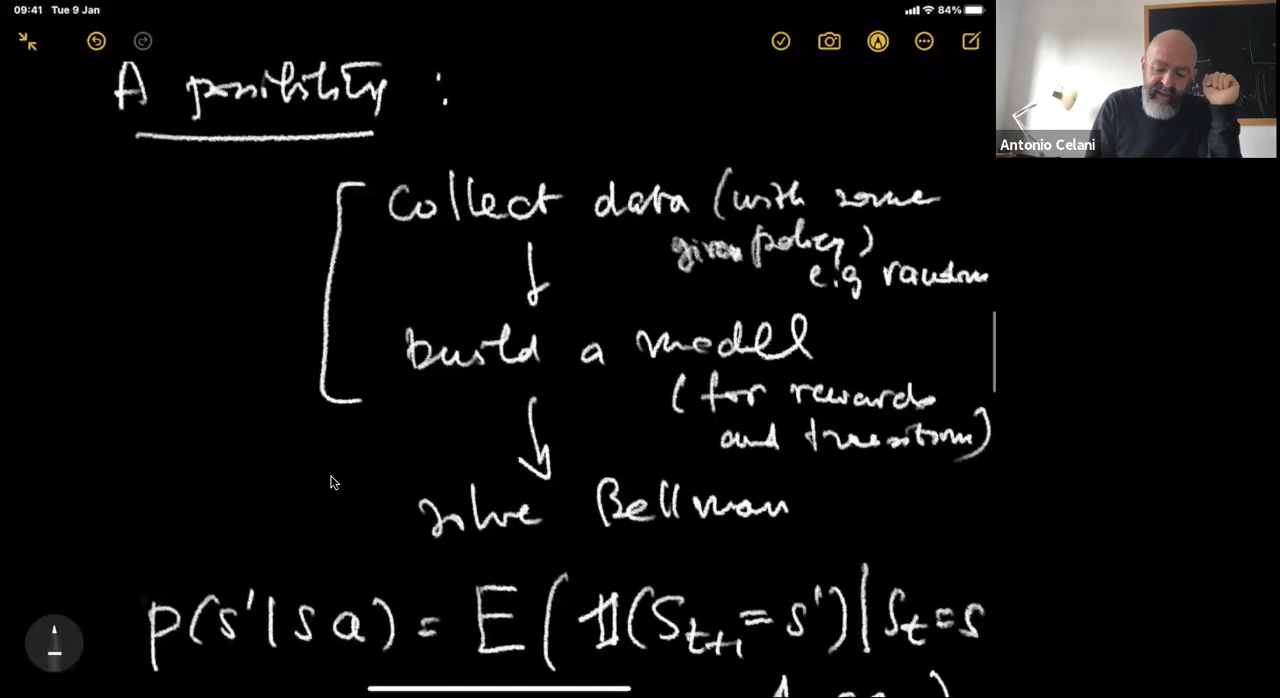 09:41 Tue 9 Jan
84%
A possibility :
Antonio Celani
collect data (with some
given policy)
e.g random
build a model
(for rewards
and transitions)
solve Bellman
p(s'|s a) = E(𝟙(S_{t+1}=s')|S_t=s